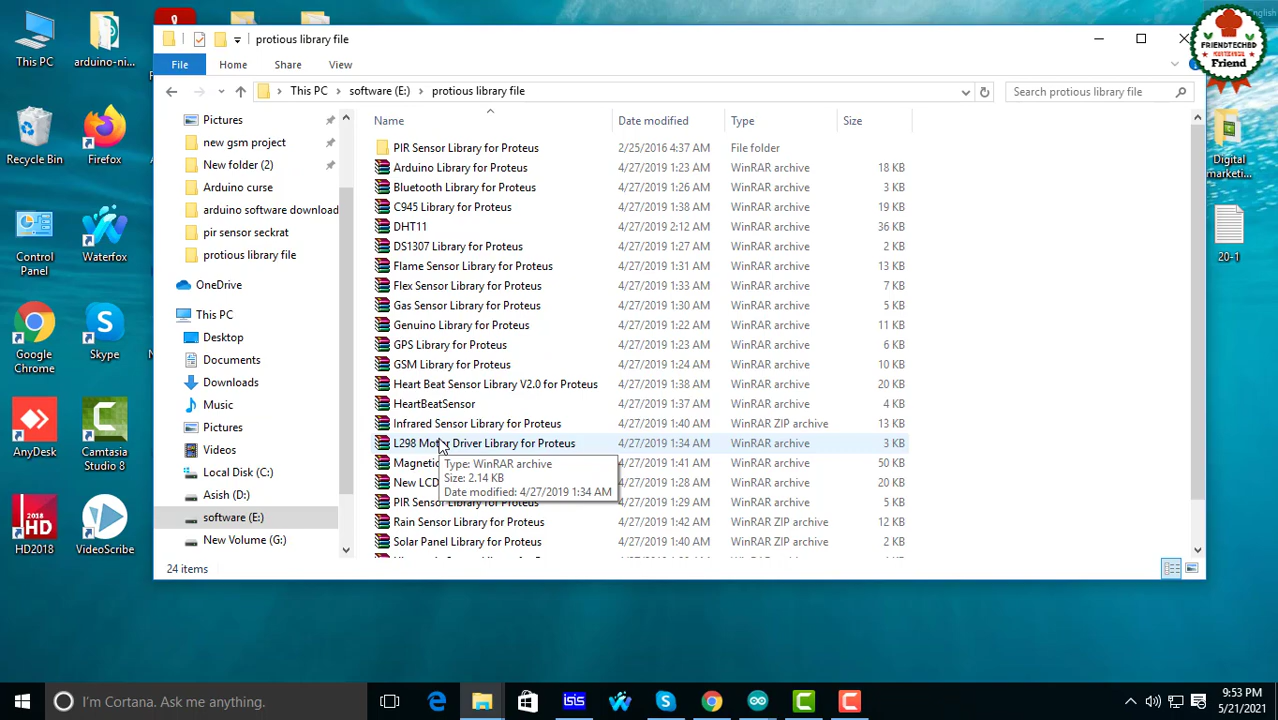 English
protious library file
FRIENDTECHBD
Friend
This PC
arduino-ni...
File
Home
Share
View
This PC
software (E:)
protious library file
Search protious library file
Pictures
new gsm project
New folder (2)
Arduino curse
arduino software download
pir sensor seckrat
protious library file
OneDrive
This PC
Desktop
Documents
Downloads
Music
Pictures
Videos
Local Disk (C:)
Asish (D:)
software (E:)
New Volume (G:)
Name Date modified Type Size
PIR Sensor Library for Proteus 2/25/2016 4:37 AM File folder
Arduino Library for Proteus 4/27/2019 1:23 AM WinRAR archive 18 KB
Bluetooth Library for Proteus 4/27/2019 1:26 AM WinRAR archive 3 KB
C945 Library for Proteus 4/27/2019 1:38 AM WinRAR archive 19 KB
DHT11 4/27/2019 2:12 AM WinRAR archive 36 KB
DS1307 Library for Proteus 4/27/2019 1:27 AM WinRAR archive 2 KB
Flame Sensor Library for Proteus 4/27/2019 1:31 AM WinRAR archive 13 KB
Flex Sensor Library for Proteus 4/27/2019 1:33 AM WinRAR archive 7 KB
Gas Sensor Library for Proteus 4/27/2019 1:30 AM WinRAR archive 5 KB
Genuino Library for Proteus 4/27/2019 1:22 AM WinRAR archive 11 KB
GPS Library for Proteus 4/27/2019 1:23 AM WinRAR archive 6 KB
GSM Library for Proteus 4/27/2019 1:24 AM WinRAR archive 10 KB
Heart Beat Sensor Library V2.0 for Proteus 4/27/2019 1:38 AM WinRAR archive 20 KB
HeartBeatSensor 4/27/2019 1:37 AM WinRAR archive 4 KB
Infrared Sensor Library for Proteus 4/27/2019 1:40 AM WinRAR ZIP archive 13 KB
L298 Motor Driver Library for Proteus 4/27/2019 1:34 AM WinRAR archive 3 KB
Magnetic 4/27/2019 1:41 AM WinRAR archive 50 KB
New LCD 4/27/2019 1:28 AM WinRAR archive 20 KB
PIR Sensor Library for Proteus 4/27/2019 1:29 AM WinRAR archive 5 KB
Rain Sensor Library for Proteus 4/27/2019 1:42 AM WinRAR ZIP archive 12 KB
Solar Panel Library for Proteus 4/27/2019 1:40 AM WinRAR ZIP archive 4 KB
Type: WinRAR archive
Size: 2.14 KB
Date modified: 4/27/2019 1:34 AM
24 items
Recycle Bin
Firefox
Control
Panel
Waterfox
Google
Chrome
Skype
AnyDesk
Camtasia
Studio 8
2018
HD
HD2018
VideoScribe
Digital
marketi...
20-1
I'm Cortana. Ask me anything.
isis
9:53 PM
5/21/2021